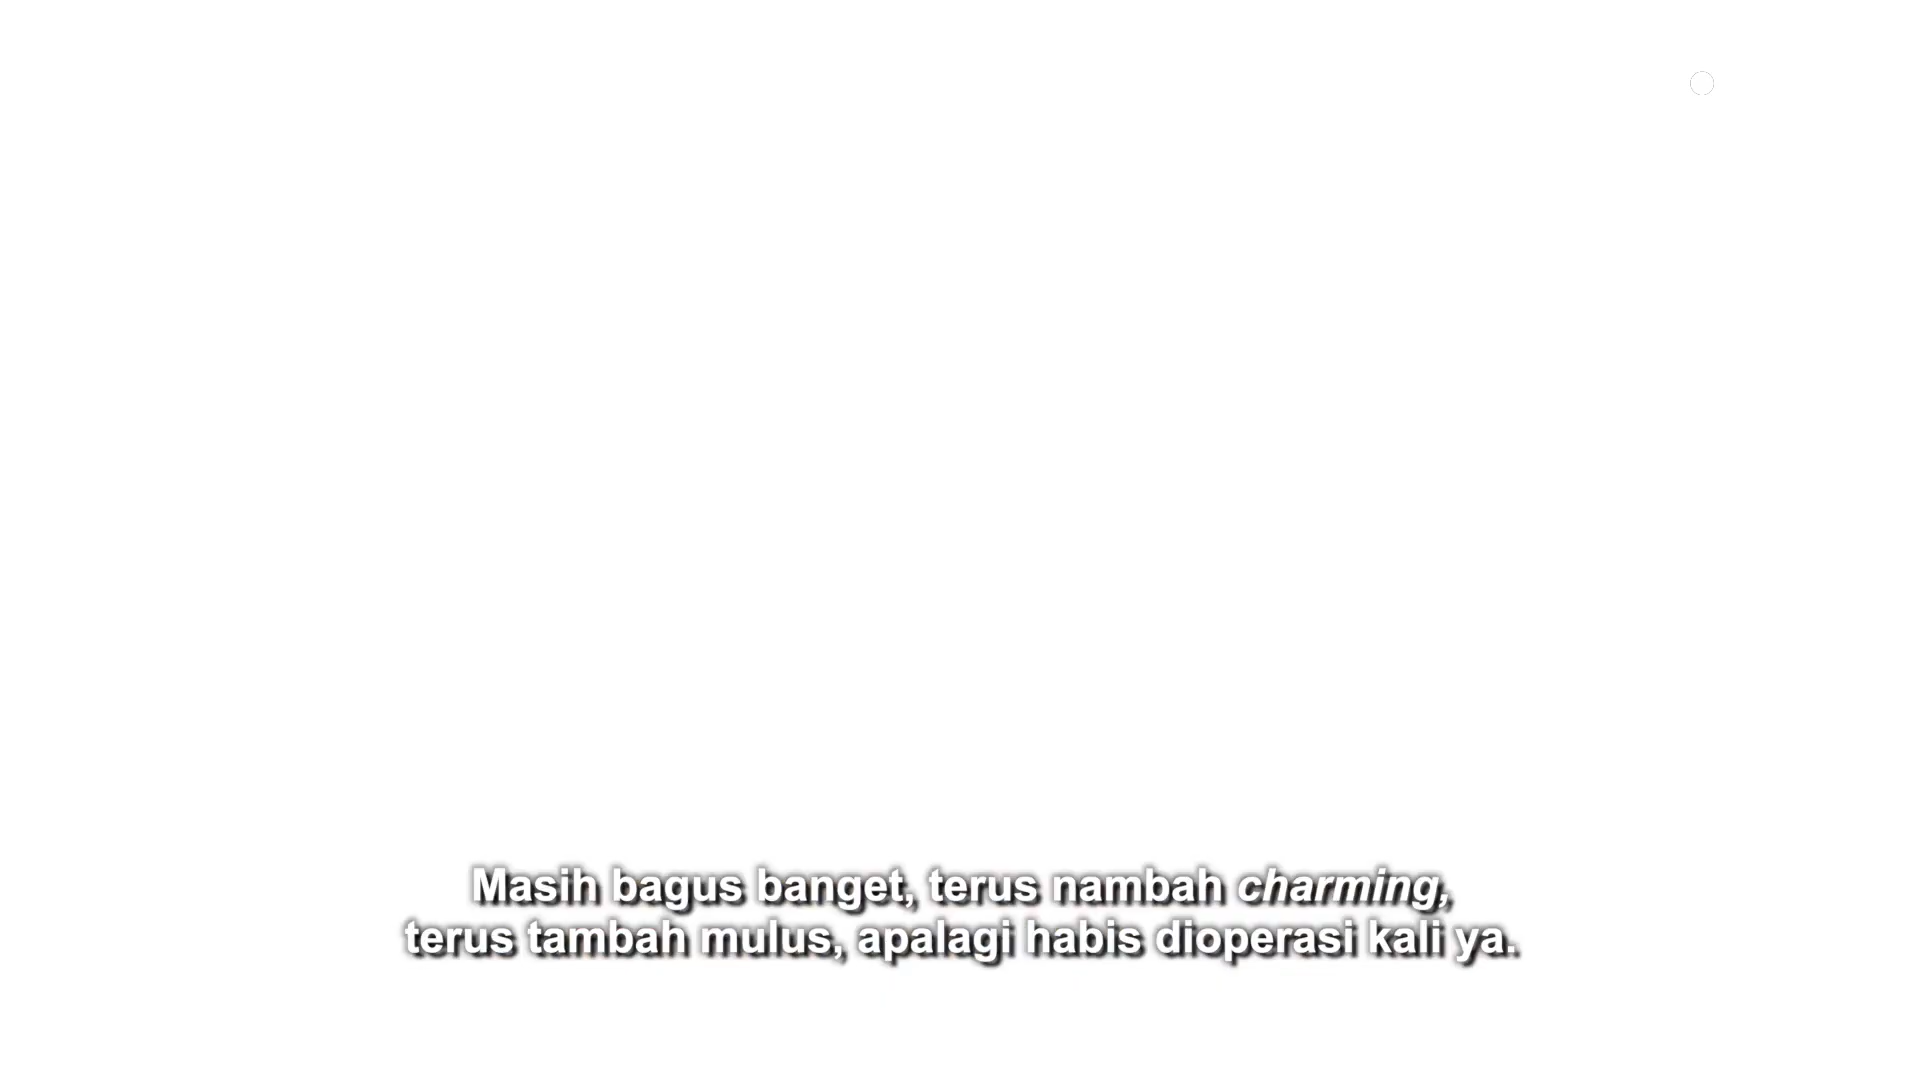 Masih bagus banget, terus nambah charming,
terus tambah mulus, apalagi habis dioperasi kali ya.